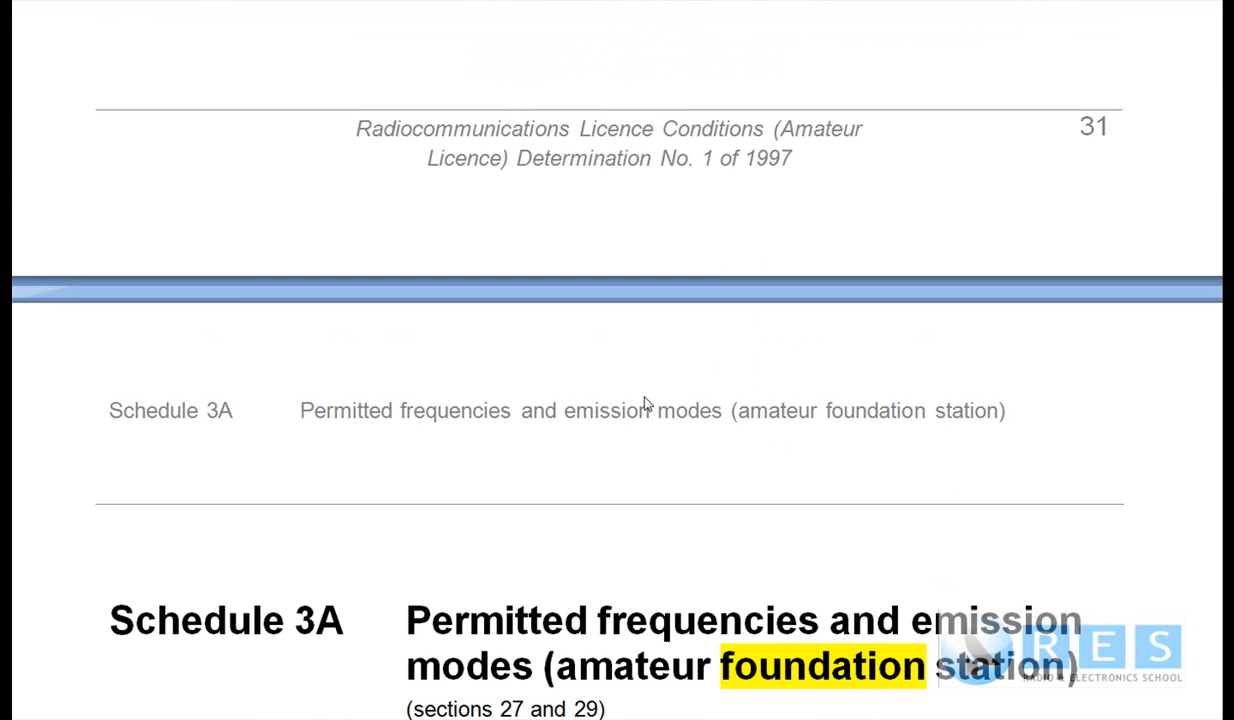 Radiocommunications Licence Conditions (Amateur
Licence) Determination No. 1 of 1997
31
Schedule 3A Permitted frequencies and emission modes (amateur foundation station)
Schedule 3A Permitted frequencies and emission
modes (amateur foundation station)
(sections 27 and 29)
RES
RADIO & ELECTRONICS SCHOOL